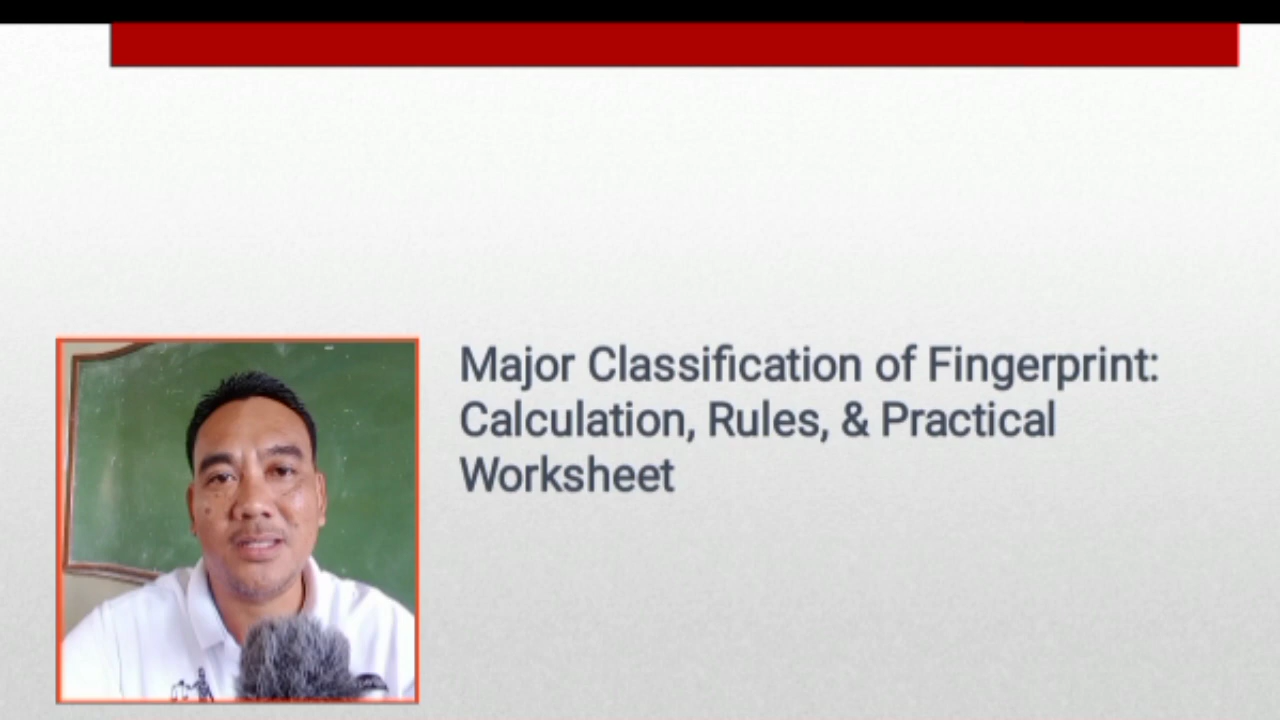 Major Classification of Fingerprint:
Calculation, Rules, & Practical
Worksheet